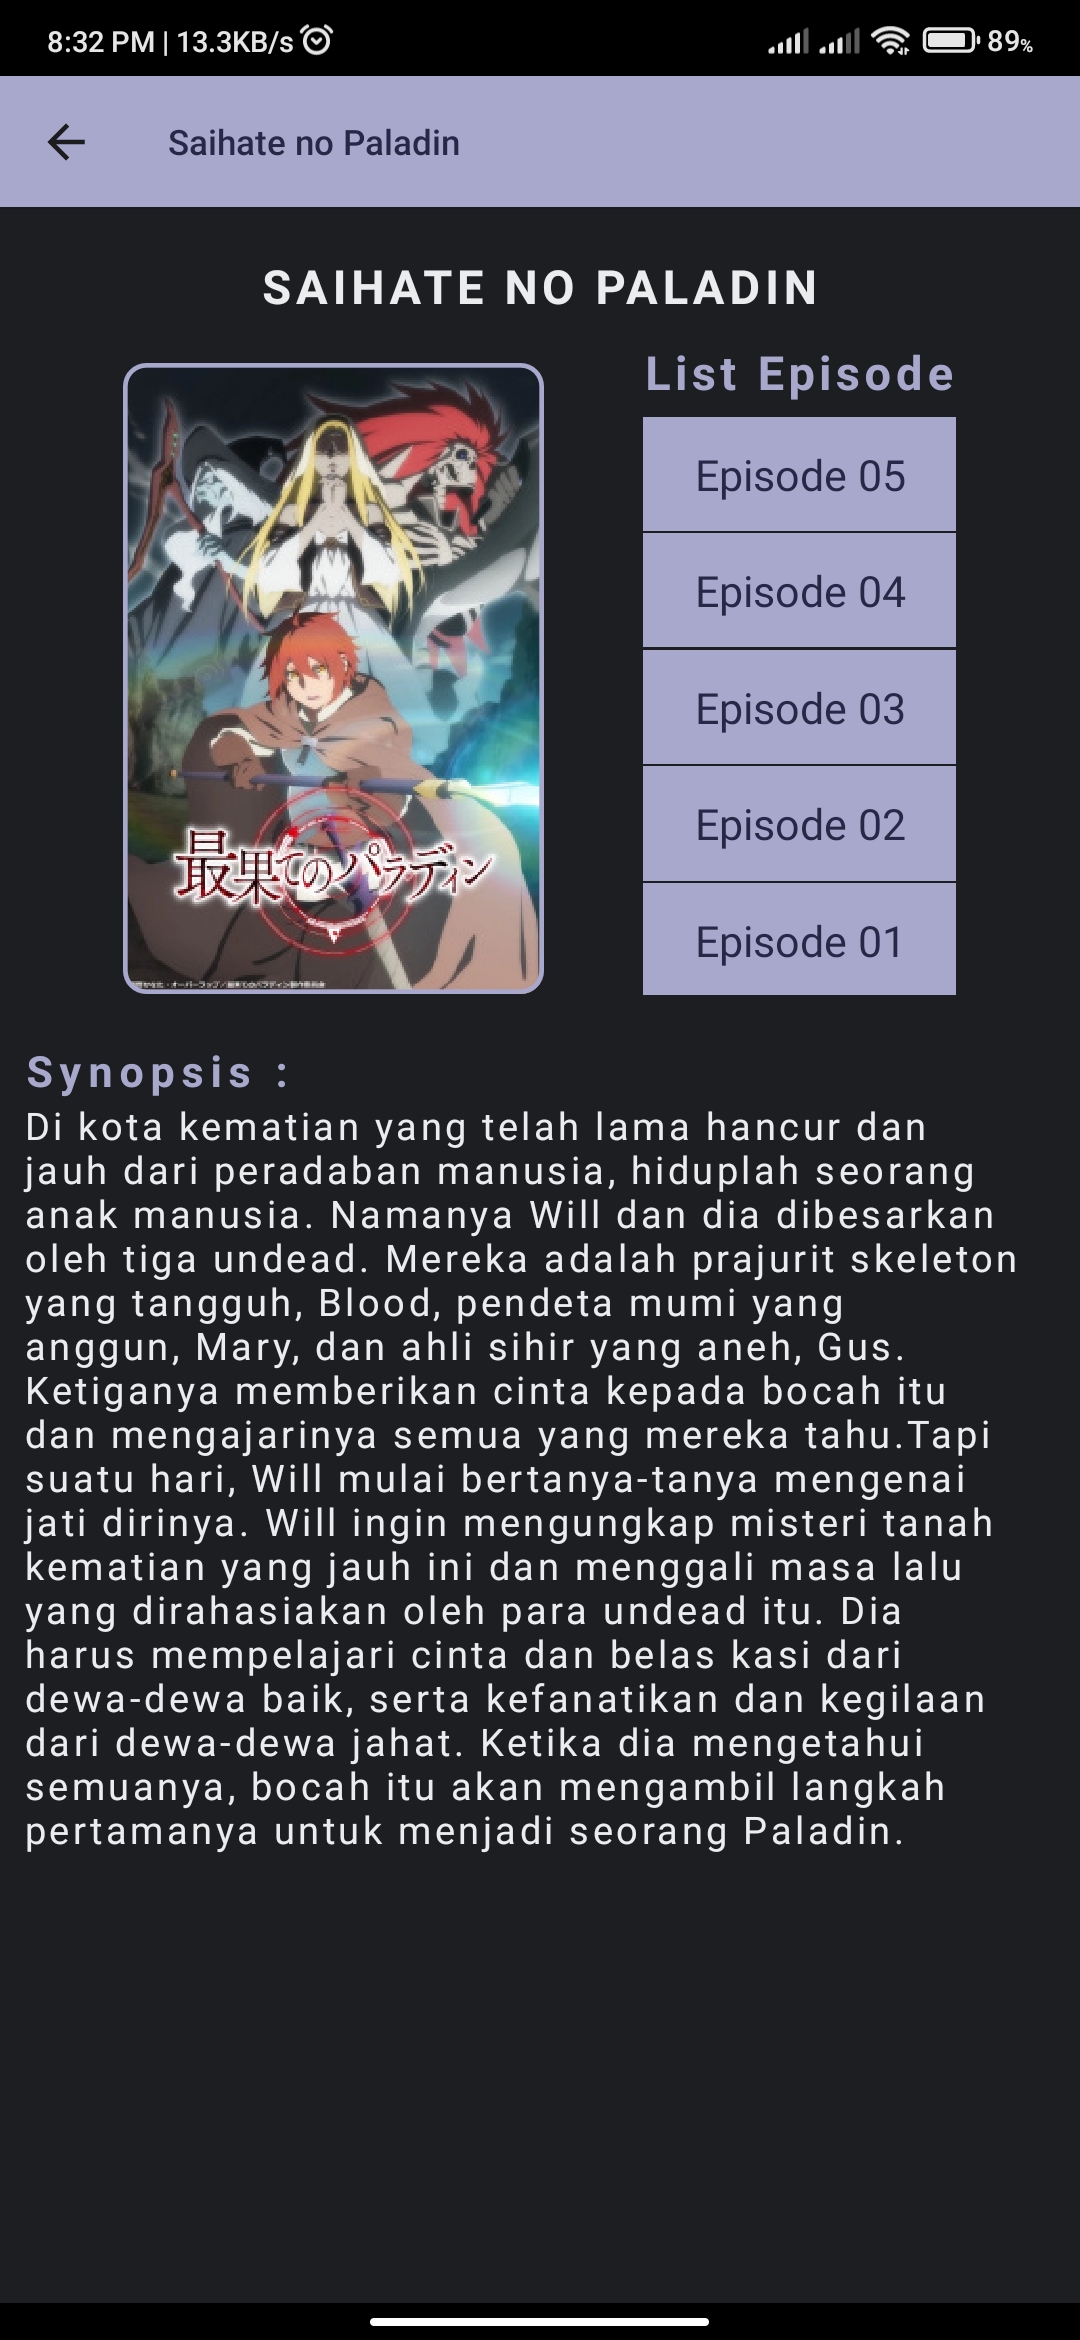 8:32 PM | 13.3KB/s
89%
Saihate no Paladin
SAIHATE NO PALADIN
List Episode
Episode 05
Episode 04
Episode 03
Episode 02
Episode 01
最果てのパラディン
Synopsis :
Di kota kematian yang telah lama hancur dan
jauh dari peradaban manusia, hiduplah seorang
anak manusia. Namanya Will dan dia dibesarkan
oleh tiga undead. Mereka adalah prajurit skeleton
yang tangguh, Blood, pendeta mumi yang
anggun, Mary, dan ahli sihir yang aneh, Gus.
Ketiganya memberikan cinta kepada bocah itu
dan mengajarinya semua yang mereka tahu.Tapi
suatu hari, Will mulai bertanya-tanya mengenai
jati dirinya. Will ingin mengungkap misteri tanah
kematian yang jauh ini dan menggali masa lalu
yang dirahasiakan oleh para undead itu. Dia
harus mempelajari cinta dan belas kasi dari
dewa-dewa baik, serta kefanatikan dan kegilaan
dari dewa-dewa jahat. Ketika dia mengetahui
semuanya, bocah itu akan mengambil langkah
pertamanya untuk menjadi seorang Paladin.